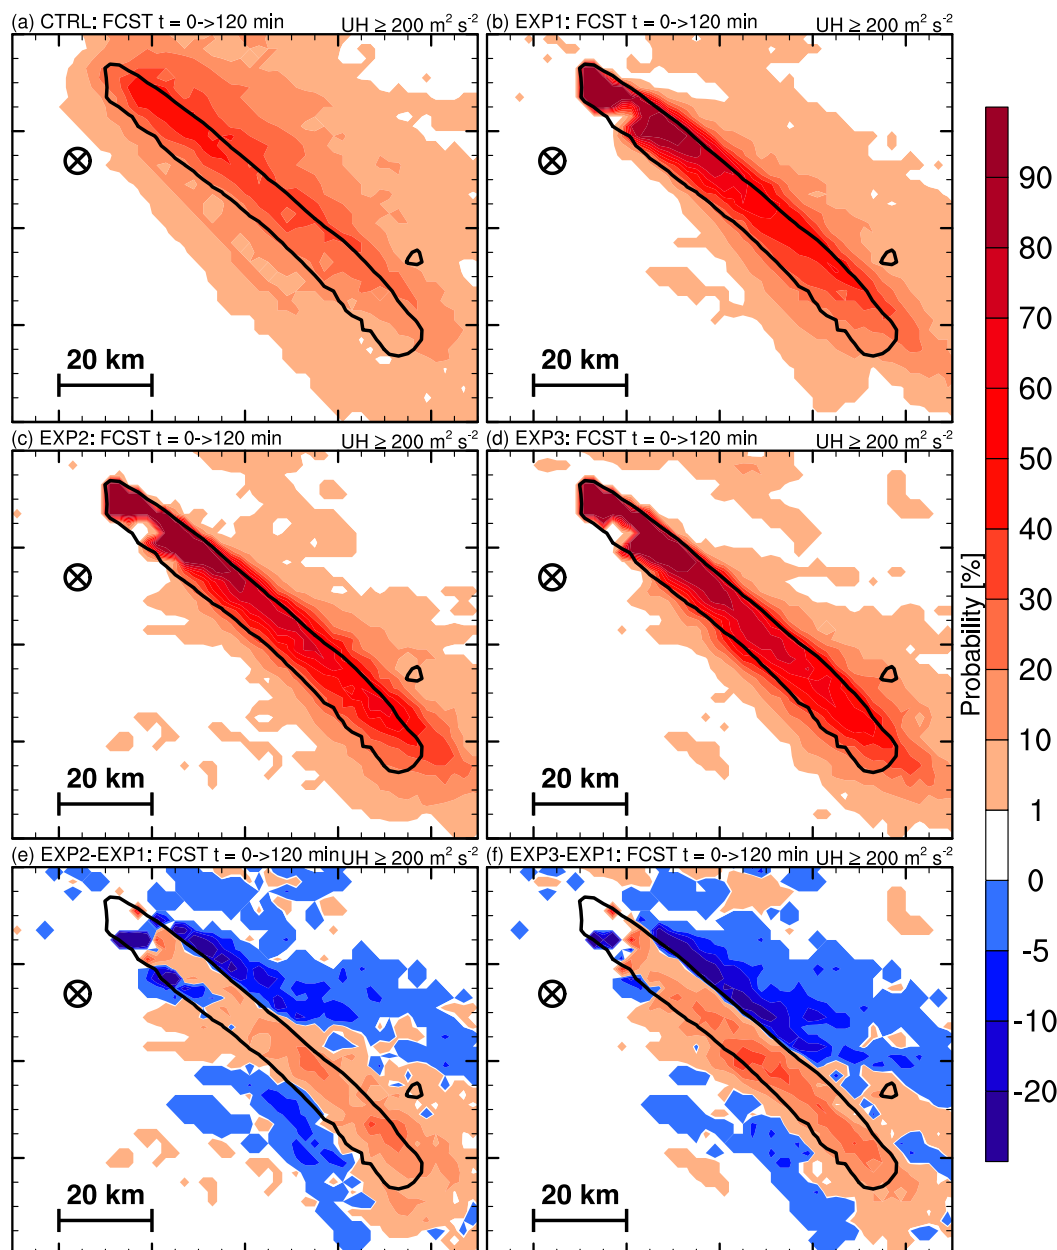 (a) CTRL: FCST t = 0->120 min UH ≥ 200 m² s⁻²
(b) EXP1: FCST t = 0->120 min UH ≥ 200 m² s⁻²
20 km
20 km
(c) EXP2: FCST t = 0->120 min UH ≥ 200 m² s⁻²
(d) EXP3: FCST t = 0->120 min UH ≥ 200 m² s⁻²
20 km
20 km
(e) EXP2-EXP1: FCST t = 0->120 min UH ≥ 200 m² s⁻²
(f) EXP3-EXP1: FCST t = 0->120 min UH ≥ 200 m² s⁻²
20 km
20 km
Probability [%]
90
80
70
60
50
40
30
20
10
1
0
-5
-10
-20